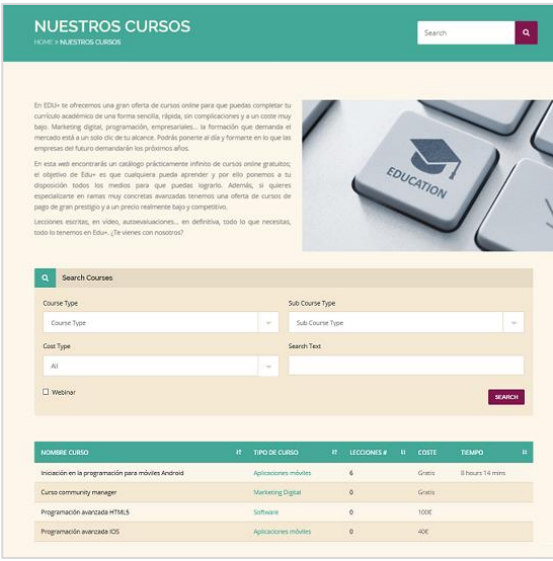 NUESTROS CURSOS
HOME > NUESTROS CURSOS
Search
En EDU+ te ofrecemos una gran oferta de cursos online para que puedas completar tu
currículo académico de una forma sencilla, rápida, sin complicaciones y a un coste muy
bajo. Marketing digital, programación, empresariales... la formación que demanda el
mercado está a un solo clic de tu alcance. Podrás ponerte al día y formarte en lo que las
empresas del futuro demandarán los próximos años.
En esta web encontrarás un catálogo prácticamente infinito de cursos online gratuitos;
el objetivo de Edu+ es que cualquiera pueda aprender y por ello ponemos a tu
disposición todos los medios para que puedas lograrlo. Además, si quieres
especializarte en ramas muy concretas avanzadas tenemos una oferta de cursos de
pago de gran prestigio y a un precio realmente bajo y competitivo.
Lecciones escritas, en vídeo, autoevaluaciones... en definitiva, todo lo que necesitas,
todo lo tenemos en Edu+. ¿Te vienes con nosotros?
EDUCATION
Search Courses
Course Type Sub Course Type
Course Type Sub Course Type
Cost Type Search Text
All
Webinar
SEARCH
NOMBRE CURSO TIPO DE CURSO LECCIONES # COSTE TIEMPO
Iniciación en la programación para móviles Android Aplicaciones móviles 6 Gratis 0 hours 14 mins
Curso community manager Marketing Digital 0 Gratis
Programación avanzada HTML5 Software 0 100€
Programación avanzada IOS Aplicaciones móviles 0 40€